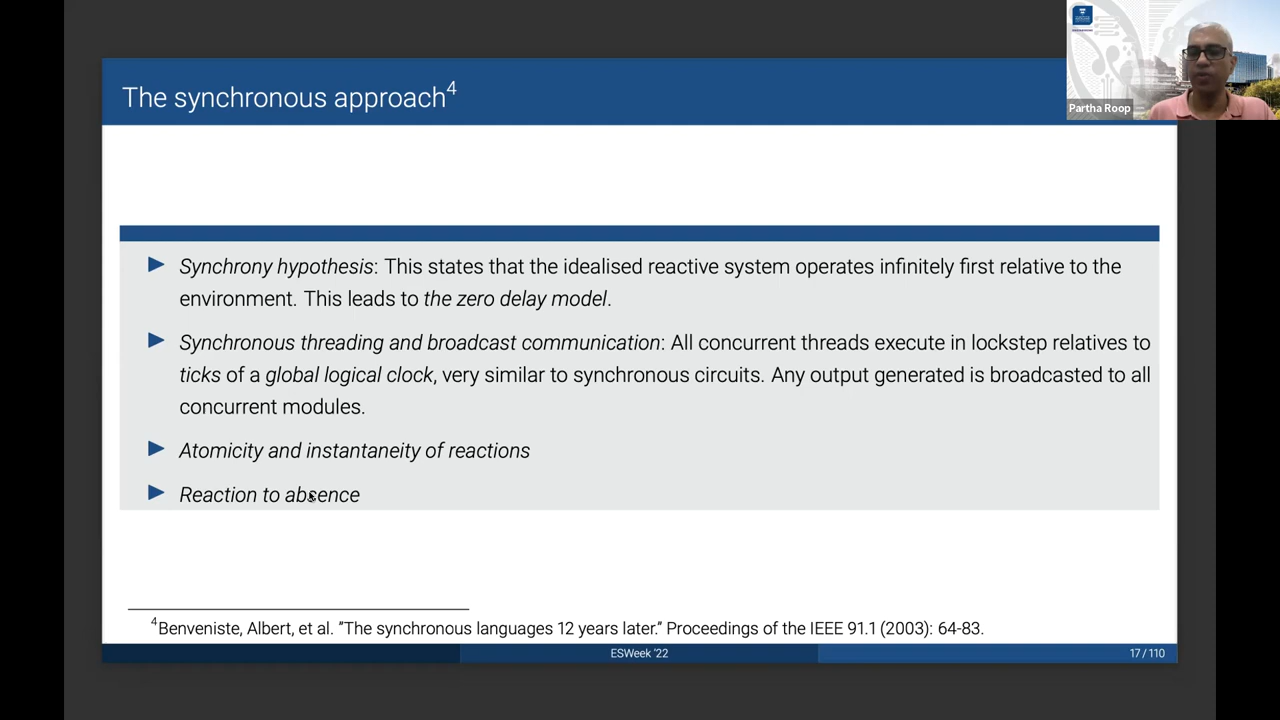 The synchronous approach4
Partha Roop
► Synchrony hypothesis: This states that the idealised reactive system operates infinitely first relative to the
environment. This leads to the zero delay model.
► Synchronous threading and broadcast communication: All concurrent threads execute in lockstep relatives to
ticks of a global logical clock, very similar to synchronous circuits. Any output generated is broadcasted to all
concurrent modules.
► Atomicity and instantaneity of reactions
► Reaction to absence
4Benveniste, Albert, et al. ”The synchronous languages 12 years later.” Proceedings of the IEEE 91.1 (2003): 64-83.
ESWeek ’22
17 / 110